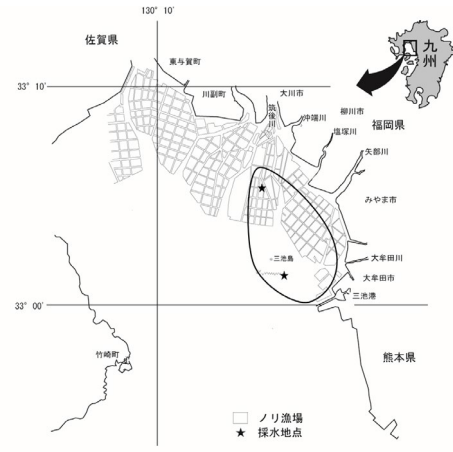 130° 10′
佐賀県
九州
東与賀町
33° 10′
川副町
大川市
筑後川
沖端川
柳川市
福岡県
塩塚川
矢部川
みやま市
三池島
大牟田川
大牟田市
三池港
33° 00′
竹崎町
熊本県
ノリ漁場
★ 採水地点